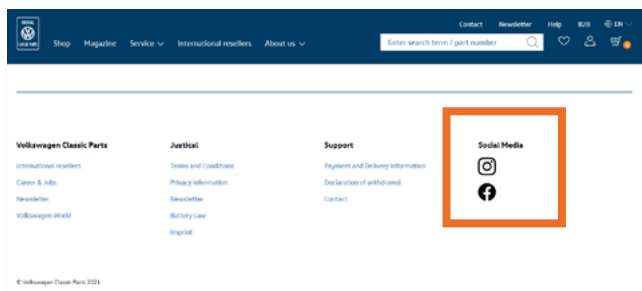 Contact Newsletter Help B2B EN
Shop Magazine Service International resellers About us Enter search term / part number
Volkswagen Classic Parts Justical Support Social Media
International resellers Terms and Conditions Payment and Delivery Information
Career & Jobs Privacy Information Declaration of withdrawal
Newsletter Newsletter Contact
Volkswagen World Battery Law
Imprint
© Volkswagen Classic Parts 2021